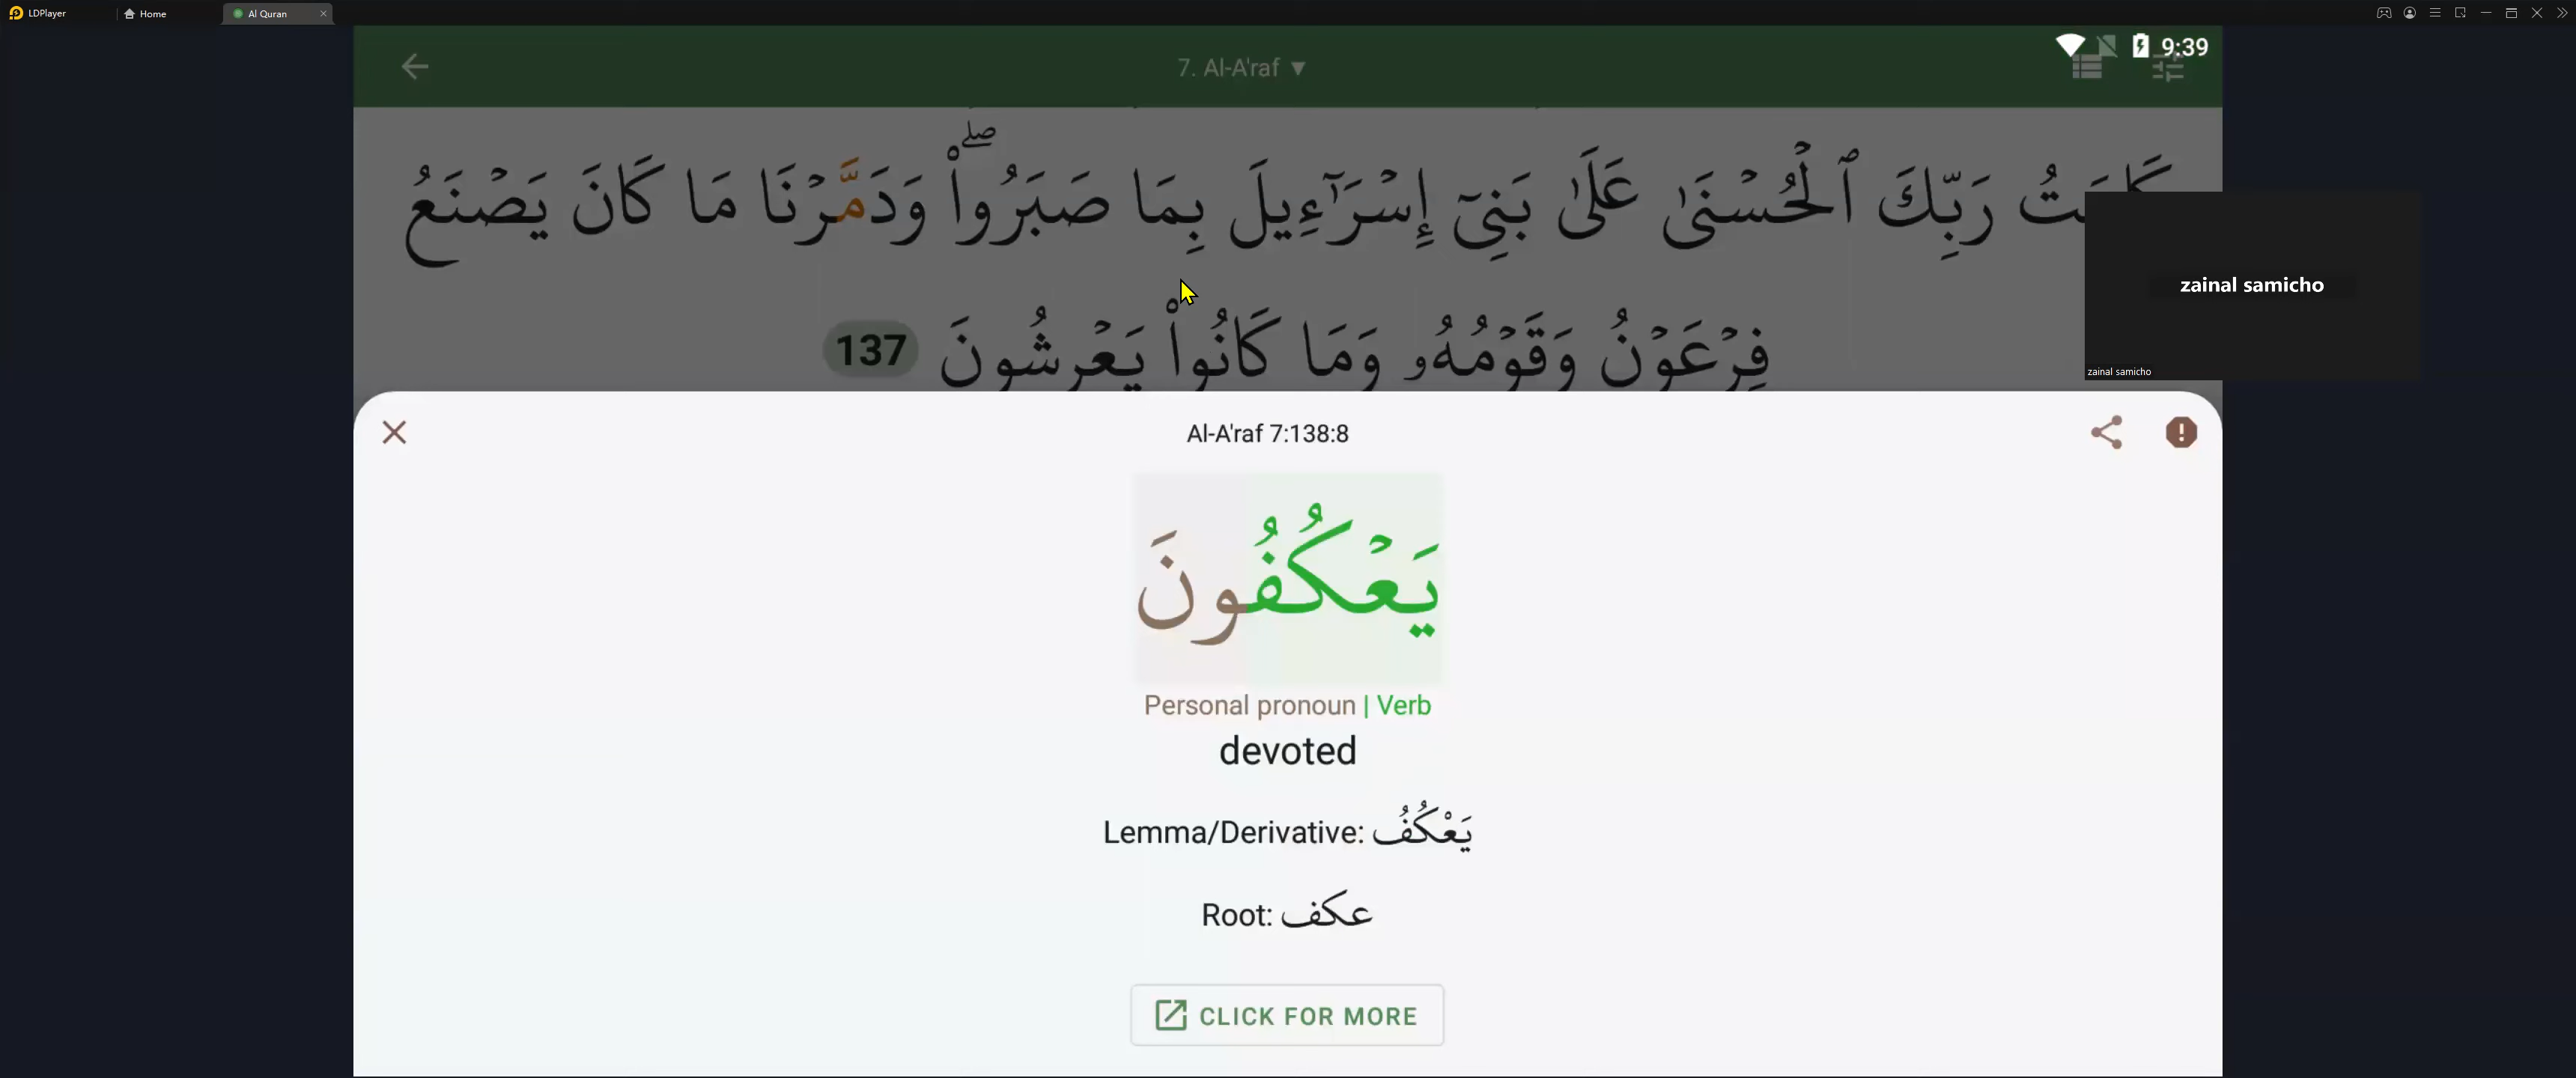 LDPlayer
Home
Al Quran
9:39
7. Al-A'raf ▼
رَبِّكَ ٱلْحُسْنَىٰ عَلَىٰ بَنِىٓ إِسْرَٰٓءِيلَ بِمَا صَبَرُوا۟ ۖ وَدَمَّرْنَا مَا كَانَ يَصْنَعُ
فِرْعَوْنُ وَقَوْمُهُۥ وَمَا كَانُوا۟ يَعْرِشُونَ 137
zainal samicho
zainal samicho
Al-A'raf 7:138:8
يَعْكُفُونَ
Personal pronoun | Verb
devoted
Lemma/Derivative: يَعْكُفُ
Root: عكف
CLICK FOR MORE